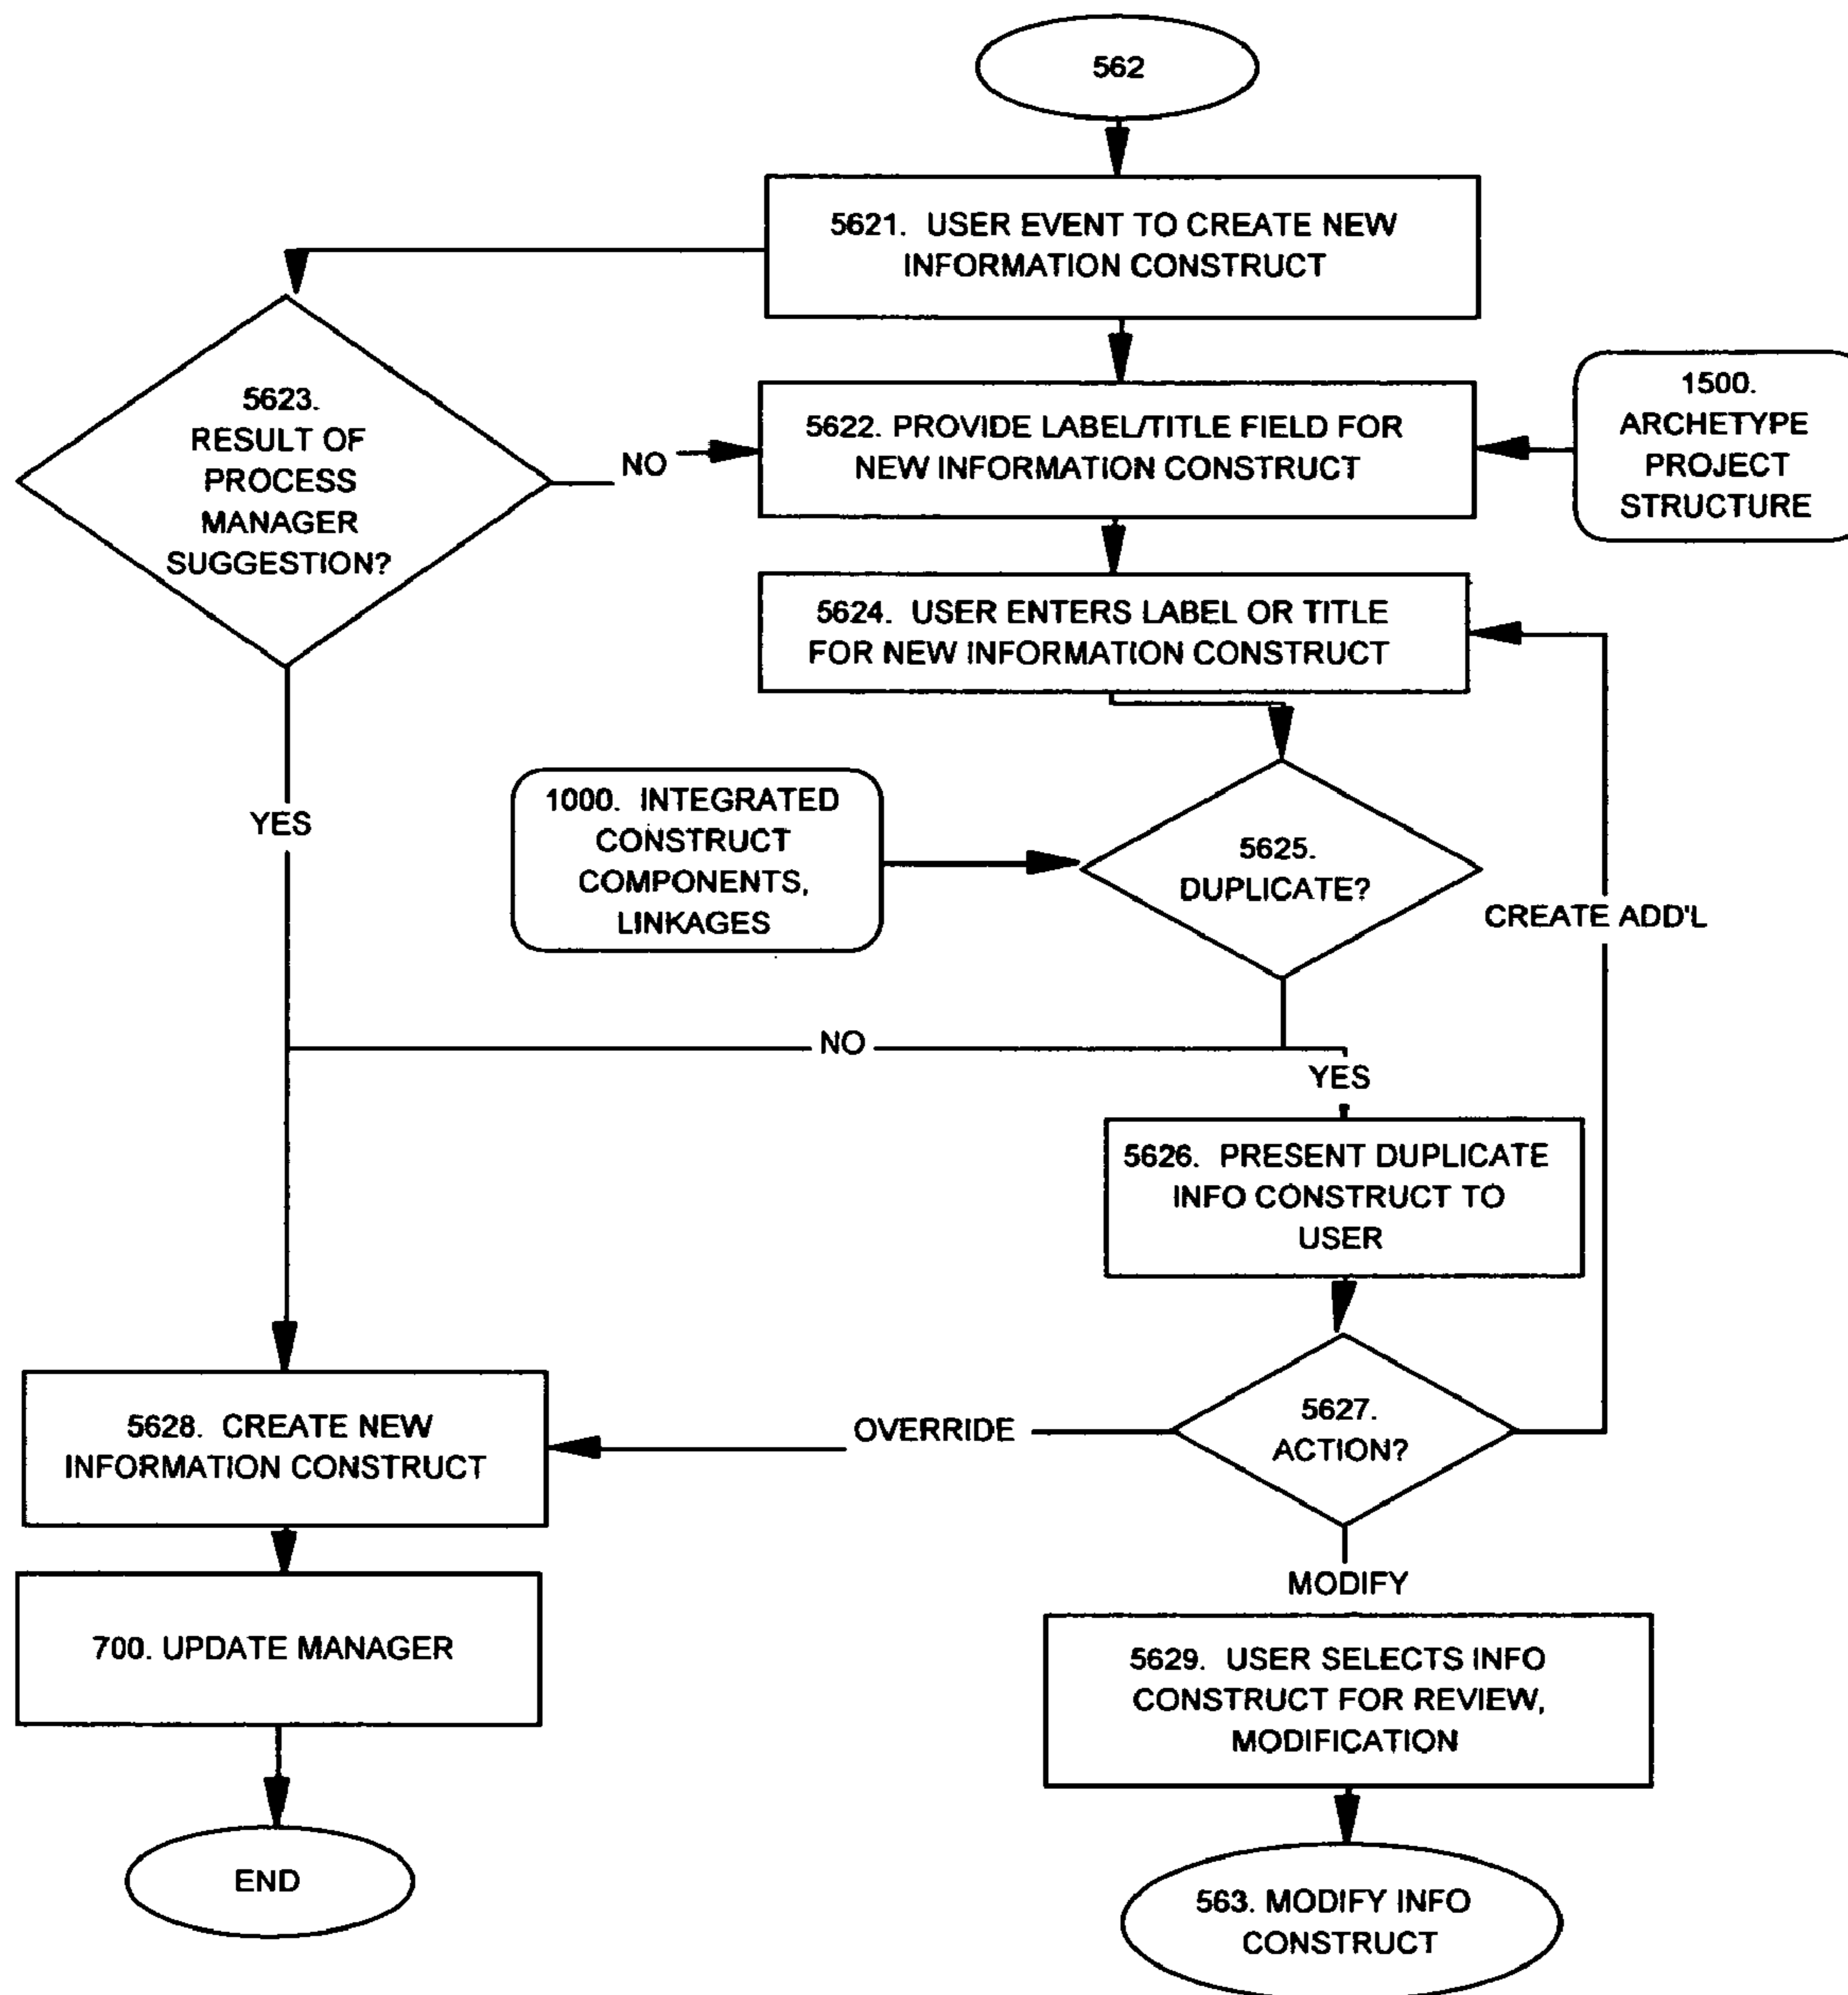 562
5621. USER EVENT TO CREATE NEW
INFORMATION CONSTRUCT
5623.
RESULT OF
PROCESS
MANAGER
SUGGESTION?
NO
5622. PROVIDE LABEL/TITLE FIELD FOR
NEW INFORMATION CONSTRUCT
1500.
ARCHETYPE
PROJECT
STRUCTURE
5624. USER ENTERS LABEL OR TITLE
FOR NEW INFORMATION CONSTRUCT
YES
1000. INTEGRATED
CONSTRUCT
COMPONENTS,
LINKAGES
5625.
DUPLICATE?
CREATE ADD'L
NO
YES
5626. PRESENT DUPLICATE
INFO CONSTRUCT TO
USER
5628. CREATE NEW
INFORMATION CONSTRUCT
OVERRIDE
5627.
ACTION?
MODIFY
700. UPDATE MANAGER
5629. USER SELECTS INFO
CONSTRUCT FOR REVIEW,
MODIFICATION
END
563. MODIFY INFO
CONSTRUCT